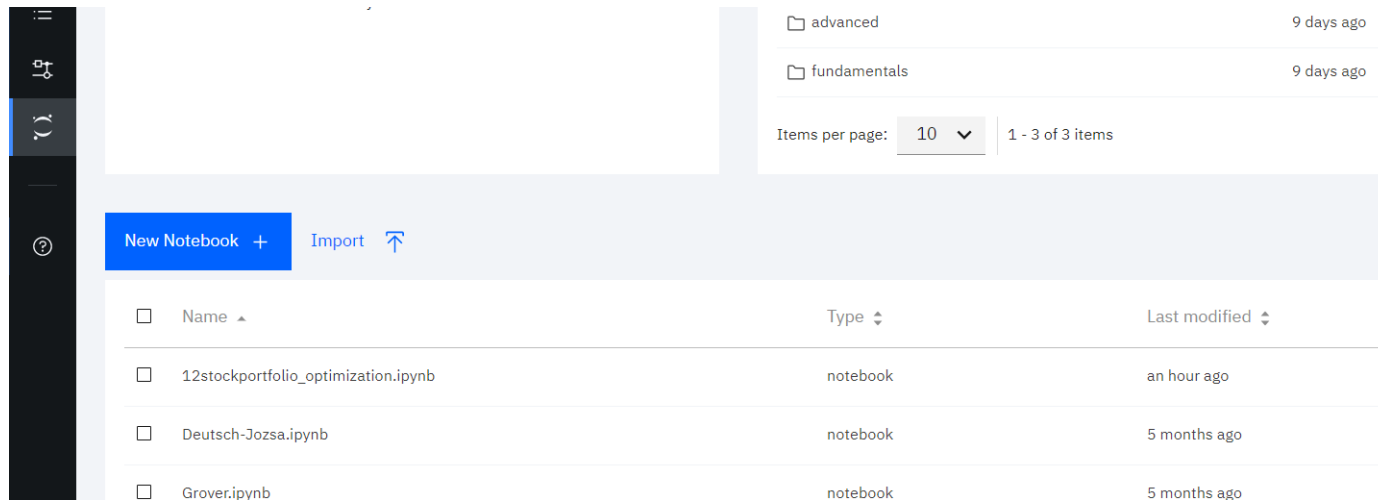 advanced 9 days ago
fundamentals 9 days ago
Items per page: 10 1 - 3 of 3 items
New Notebook + Import
Name Type Last modified
12stockportfolio_optimization.ipynb notebook an hour ago
Deutsch-Jozsa.ipynb notebook 5 months ago
Grover.ipynb notebook 5 months ago